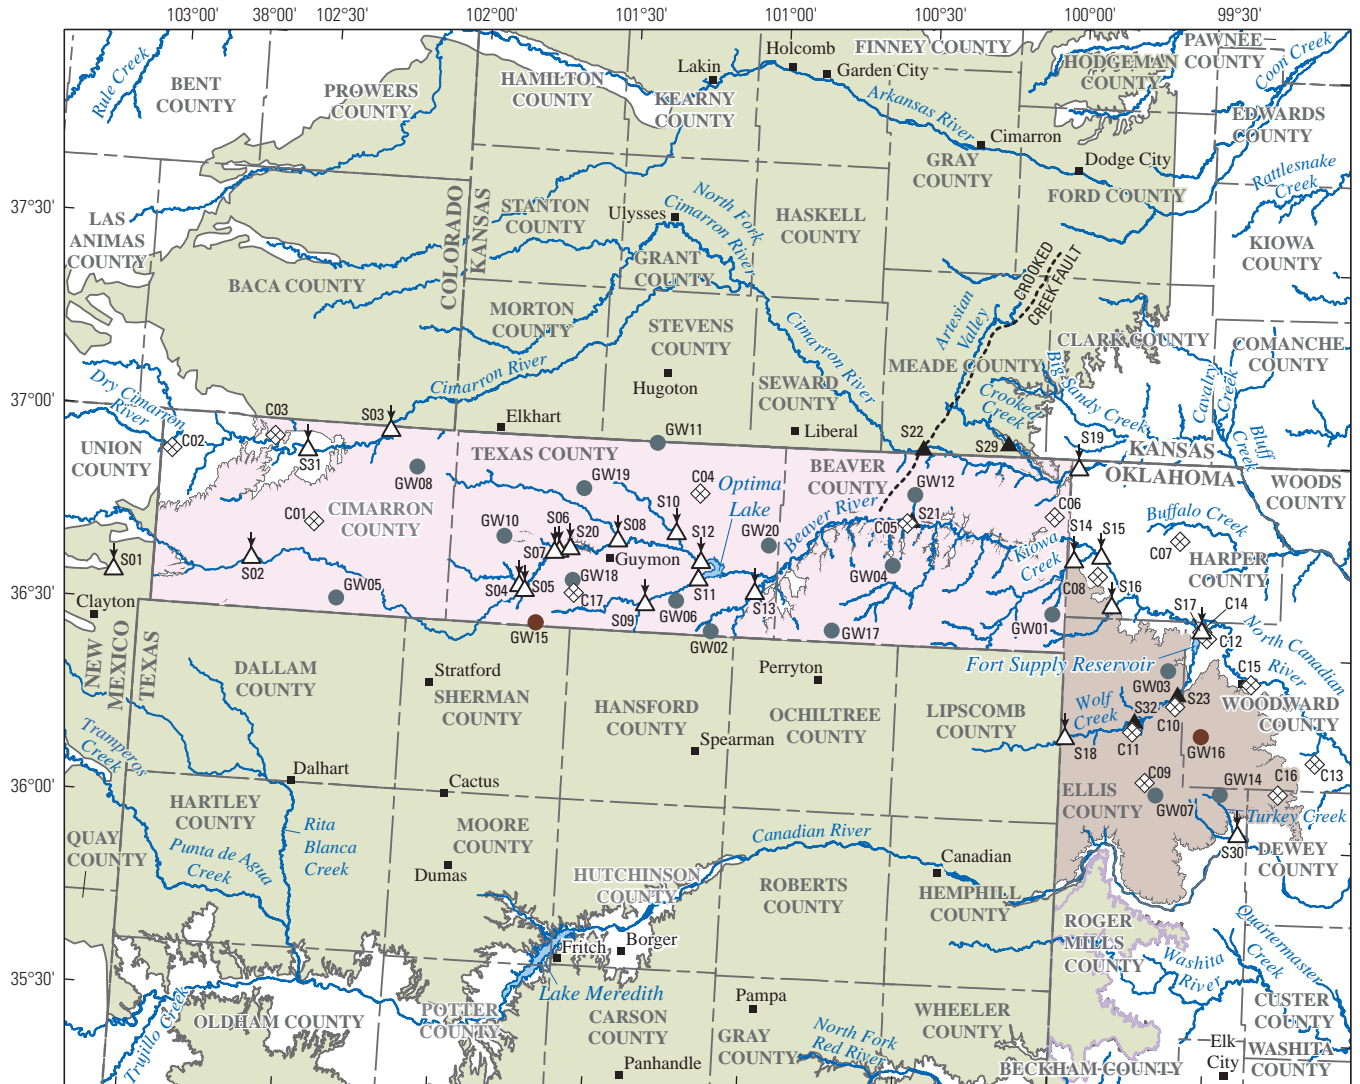 103°00'
38°00'
102°30'
102°00'
101°30'
101°00'
100°30'
100°00'
99°30'
37°30'
37°00'
36°30'
36°00'
35°30'
Rule Creek
BENT
COUNTY
PROWERS
COUNTY
HAMILTON
COUNTY
Lakin
KEARNY
COUNTY
Holcomb
Garden City
FINNEY COUNTY
HODGEMAN
COUNTY
PAWNEE
COUNTY
Coon Creek
EDWARDS
COUNTY
Arkansas River
Cimarron
GRAY
COUNTY
Dodge City
FORD COUNTY
Rattlesnake
Creek
KIOWA
COUNTY
LAS
ANIMAS
COUNTY
COLORADO
KANSAS
STANTON
COUNTY
Ulysses
North Fork
Cimarron River
HASKELL
COUNTY
GRANT
COUNTY
BACA COUNTY
MORTON
COUNTY
STEVENS
COUNTY
Cimarron River
Cimarron River
Hugoton
SEWARD
COUNTY
Artesian
Valley
CROOKED
CREEK FAULT
MEADE COUNTY
CLARK COUNTY
COMANCHE
COUNTY
Big Sandy Creek
Crooked
Creek
Cavalry
Creek
Bluff
Creek
Dry Cimarron
River
UNION
COUNTY
C02
C03
S31
S03
Elkhart
Liberal
GW11
S22
S29
S19
KANSAS
OKLAHOMA
WOODS
COUNTY
TEXAS COUNTY
BEAVER
COUNTY
GW08
GW19
C04
Optima
Lake
GW12
C06
C01
CIMARRON
COUNTY
GW10
S06
S20
S07
S08
S10
S12
GW20
Beaver River
C05
S21
Kiowa
Creek
S14
S15
Buffalo Creek
C07
HARPER
COUNTY
S01
S02
Guymon
GW18
C17
S04
S05
S09
S11
GW06
S13
GW04
C08
S16
Clayton
GW05
GW15
GW02
GW17
GW01
S17
C14
C12
North Canadian
River
NEW
MEXICO
TEXAS
DALLAM
COUNTY
Stratford
SHERMAN
COUNTY
HANSFORD
COUNTY
Perryton
OCHILTREE
COUNTY
LIPSCOMB
COUNTY
Fort Supply Reservoir
GW03
C15
Wolf
Creek
S32
S23
WOODWARD
COUNTY
C10
C11
GW16
S18
Spearman
Tramperos
Creek
Dalhart
Cactus
C09
GW14
C16
C13
HARTLEY
COUNTY
MOORE
COUNTY
ELLIS
COUNTY
GW07
Turkey Creek
S30
DEWEY
COUNTY
QUAY
COUNTY
Rita
Blanca
Creek
Punta de Agua
Creek
Canadian River
Dumas
Canadian
HUTCHINSON
COUNTY
ROBERTS
COUNTY
HEMPHILL
COUNTY
ROGER
MILLS
COUNTY
Quartermaster
Creek
Washita
River
Fritch
Borger
Lake Meredith
Trujillo Creek
OLDHAM COUNTY
POTTER
COUNTY
CARSON
COUNTY
Pampa
GRAY
COUNTY
North Fork
Red River
WHEELER
COUNTY
CUSTER
COUNTY
Elk
City
WASHITA
COUNTY
Panhandle
BECKHAM COUNTY